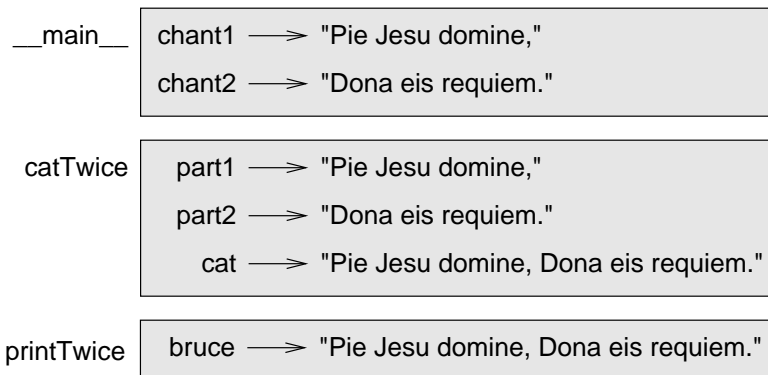 __main__ chant1 "Pie Jesu domine,"
chant2 "Dona eis requiem."
catTwice part1 "Pie Jesu domine,"
part2 "Dona eis requiem."
cat "Pie Jesu domine, Dona eis requiem."
printTwice bruce "Pie Jesu domine, Dona eis requiem."